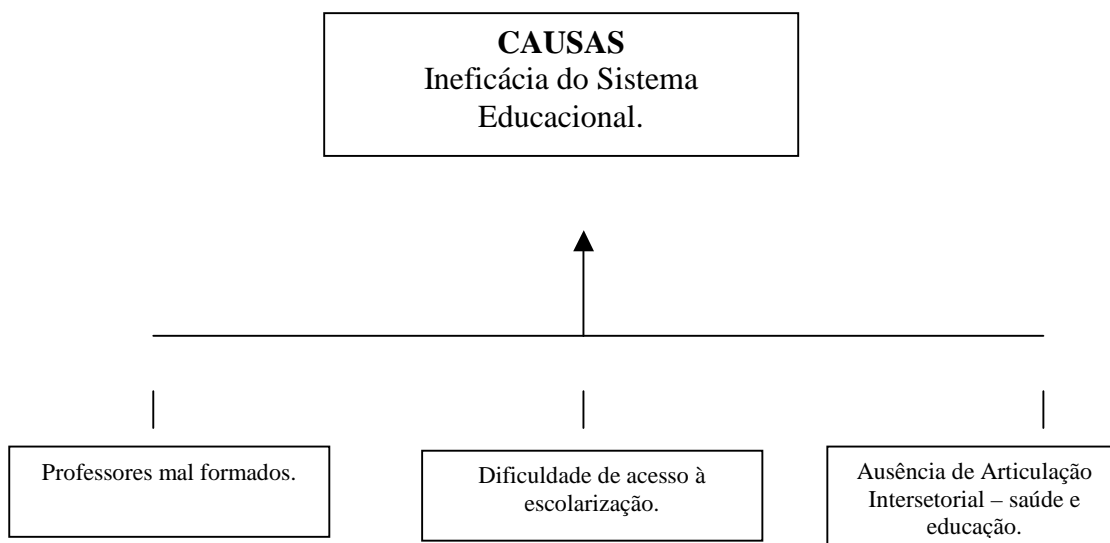 CAUSAS
Ineficácia do Sistema
Educacional.
Professores mal formados.
Dificuldade de acesso à
escolarização.
Ausência de Articulação
Intersetorial – saúde e
educação.